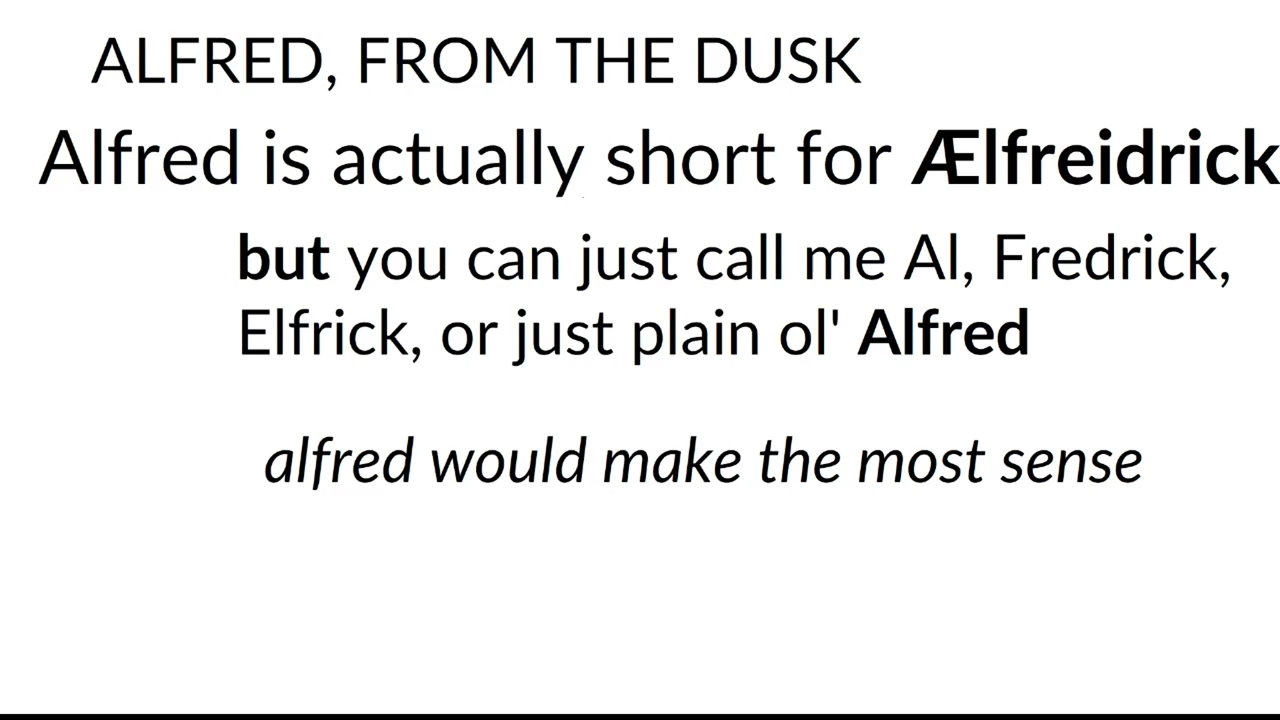 ALFRED, FROM THE DUSK
Alfred is actually short for Ælfreidrick
but you can just call me Al, Fredrick,
Elfrick, or just plain ol' Alfred
alfred would make the most sense